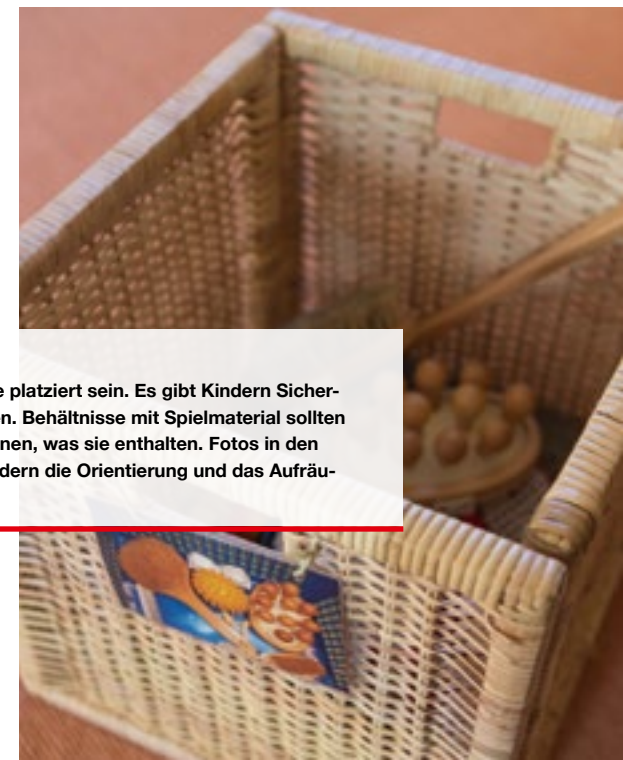 e platziert sein. Es gibt Kindern Sicher-
n. Behältnisse mit Spielmaterial sollten
nen, was sie enthalten. Fotos in den
dern die Orientierung und das Aufräu-